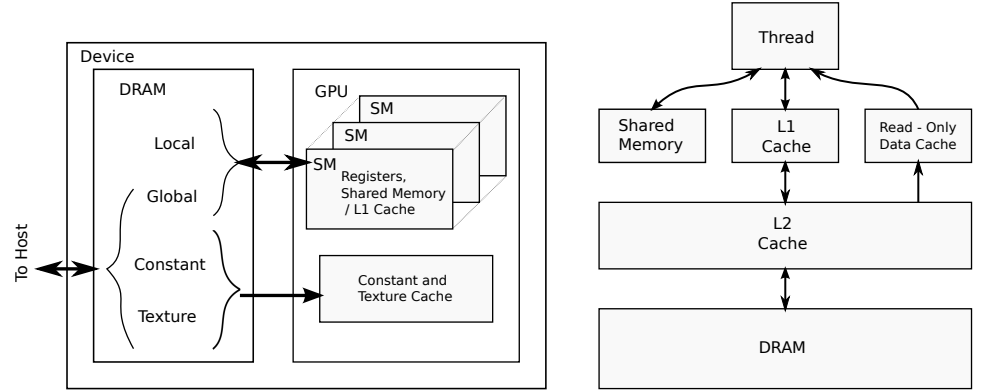 Device
DRAM
Local
Global
Constant
Texture
To Host
GPU
SM
SM
SM
Registers,
Shared Memory
/ L1 Cache
Constant and
Texture Cache
Thread
Shared
Memory
L1
Cache
Read - Only
Data Cache
L2
Cache
DRAM